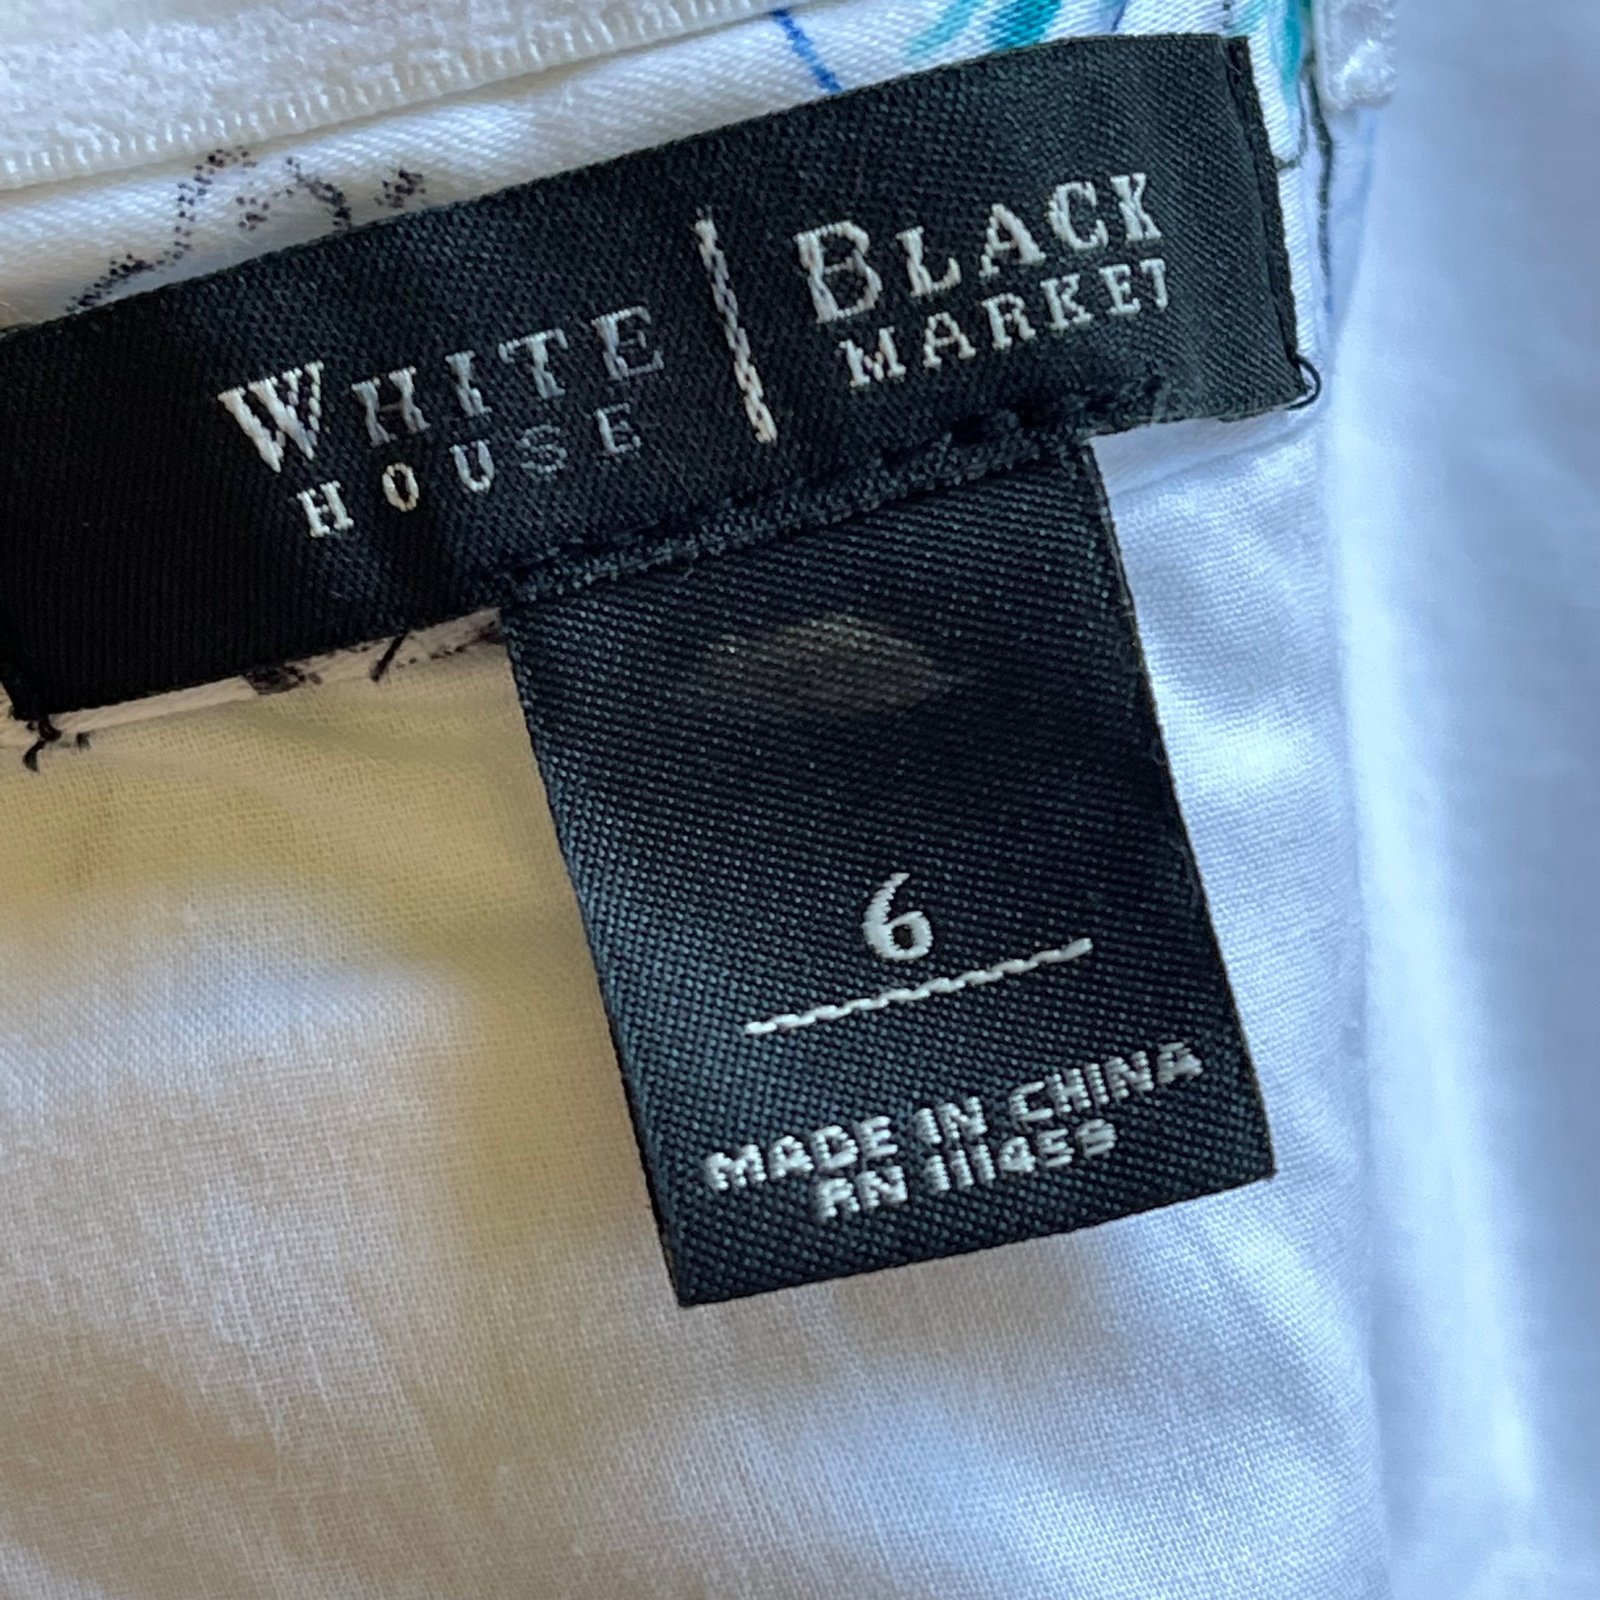 WHITE
HOUSE
BLACK
MARKET
6
MADE IN CHINA
RN 111459